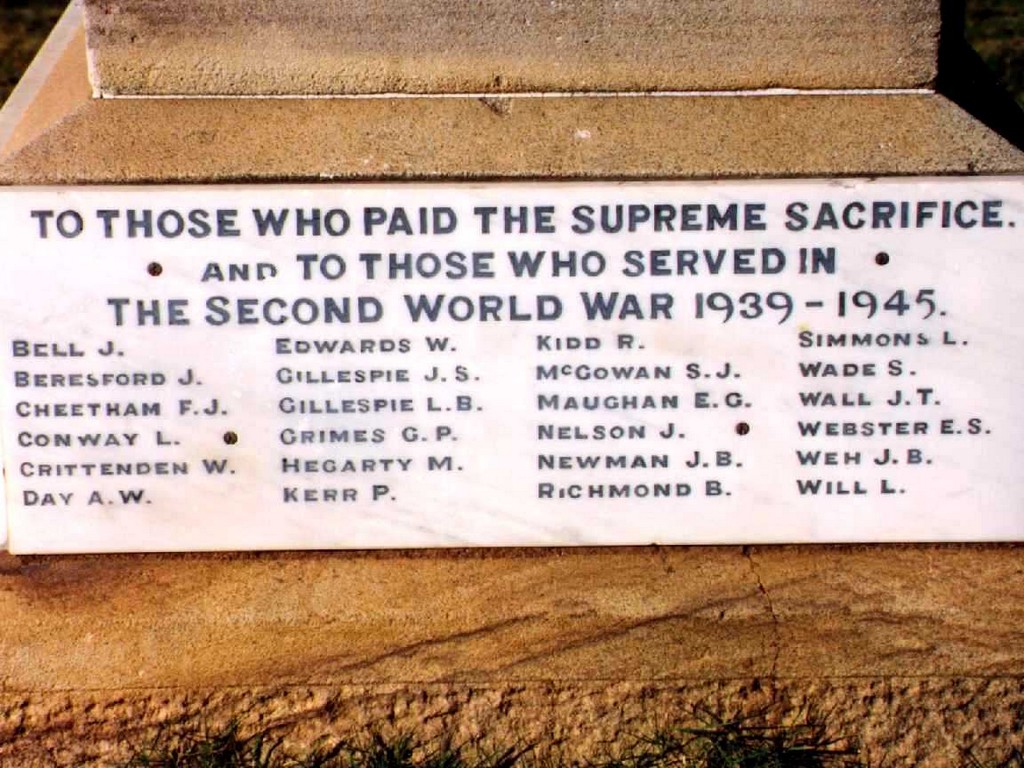 TO THOSE WHO PAID THE SUPREME SACRIFICE.
AND TO THOSE WHO SERVED IN
THE SECOND WORLD WAR 1939-1945.
BELL J.
BERESFORD J.
CHEETHAM F.J.
CONWAY L.
CRITTENDEN W.
DAY A.W.
EDWARDS W.
GILLESPIE J.S.
GILLESPIE L.B.
GRIMES G.P.
HEGARTY M.
KERR P.
KIDD R.
McGOWAN S.J.
MAUGHAN E.G.
NELSON J.
NEWMAN J.B.
RICHMOND B.
SIMMONS L.
WADE S.
WALL J.T.
WEBSTER E.S.
WEH J.B.
WILL L.